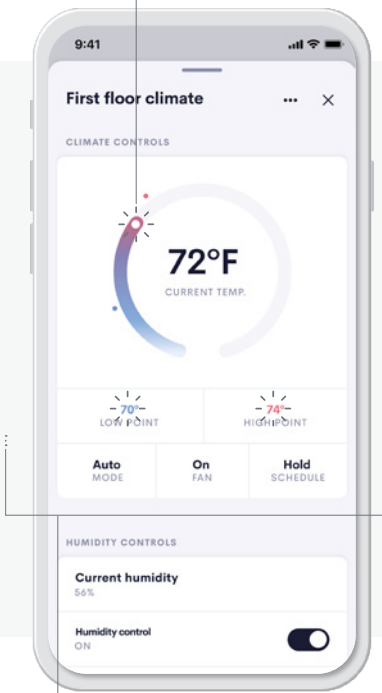 9:41
First floor climate
CLIMATE CONTROLS
72°F
CURRENT TEMP.
70° 74°
LOW POINT HIGH POINT
Auto On Hold
MODE FAN SCHEDULE
HUMIDITY CONTROLS
Current humidity
56%
Humidity control
ON